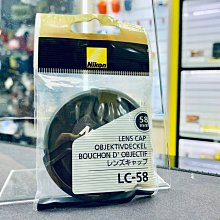 Nikon
58
LENS CAP
OBJEKTIVDECKEL
BOUCHON D' OBJECTIF
レンズキャップ
LC-58